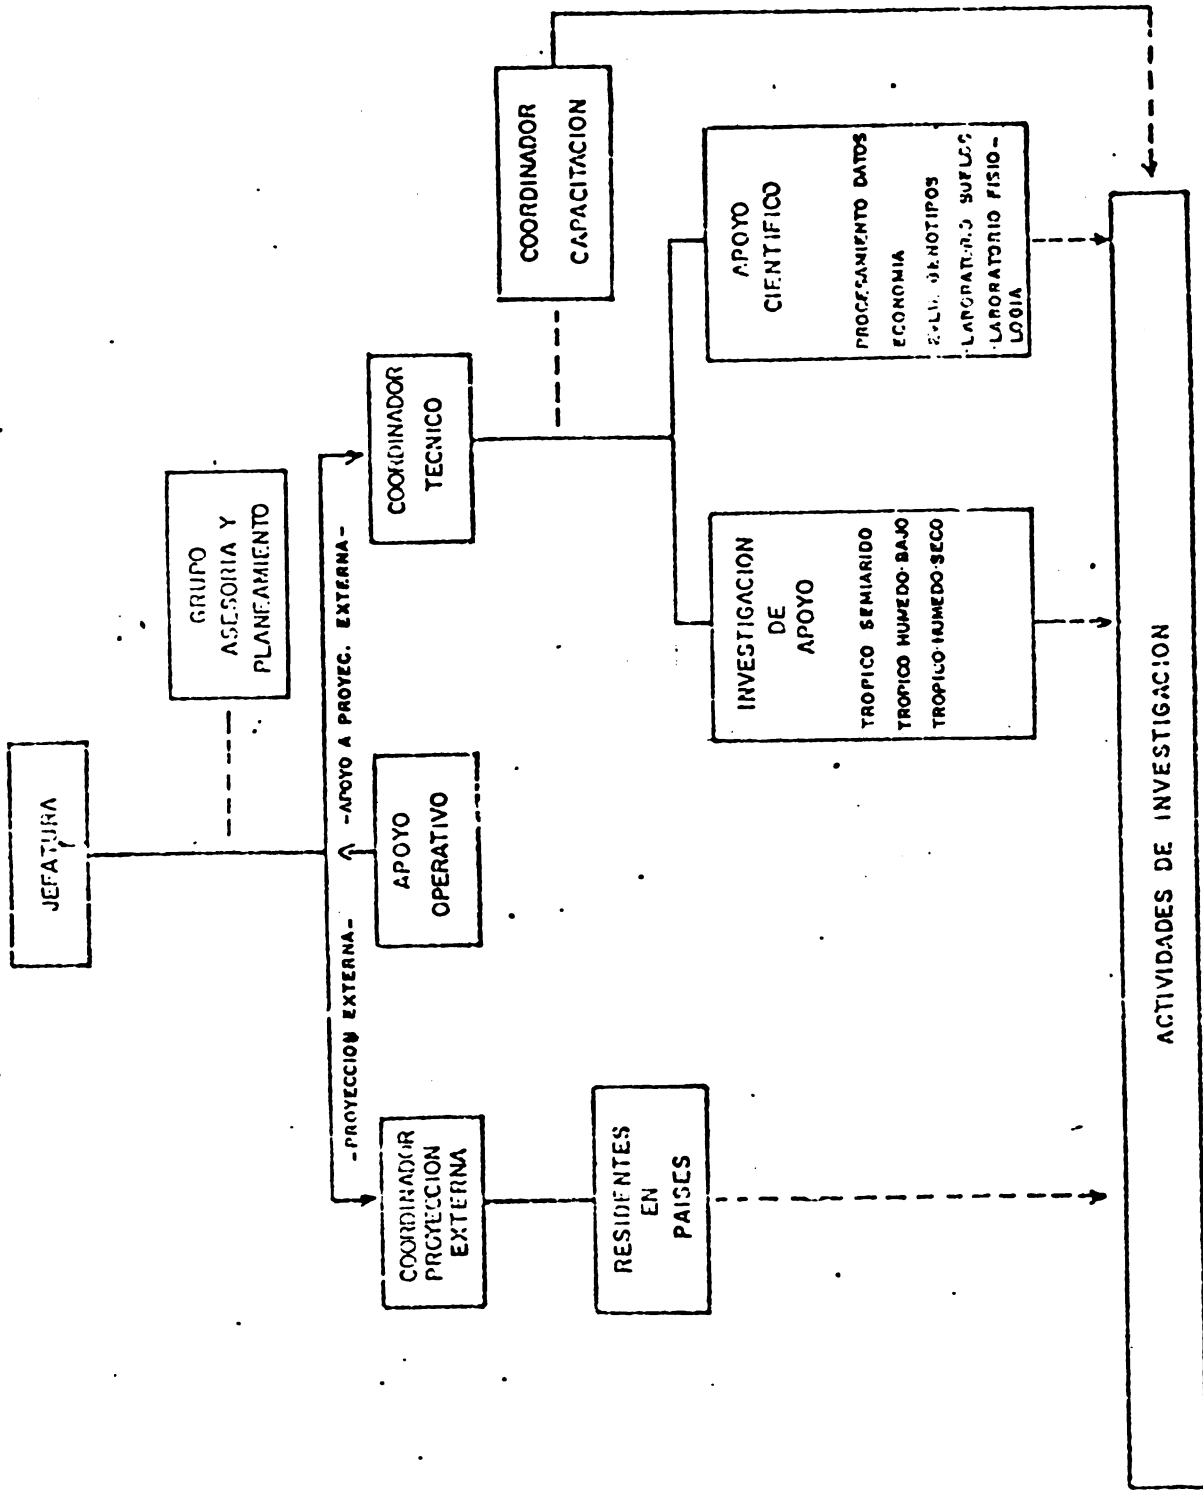 JEFATURA
GRUPO
ASESORIA Y
PLANEAMIENTO
-PROYECCION EXTERNA-
-APOYO A PROYEC. EXTERNA-
COORDINADOR
PROYECCION
EXTERNA
APOYO
OPERATIVO
COORDINADOR
TECNICO
COORDINADOR
CAPACITACION
RESIDENTES
EN
PAISES
INVESTIGACION
DE
APOYO
TROPICO SEMIARIDO
TROPICO HUMEDO-BAJO
TROPICO-HUMEDO-SECO
APOYO
CIENTIFICO
PROCESAMIENTO DATOS
ECONOMIA
GENOTIPOS
LABORATORIO SUELOS
LABORATORIO FISIO-
LOGIA
ACTIVIDADES DE INVESTIGACION